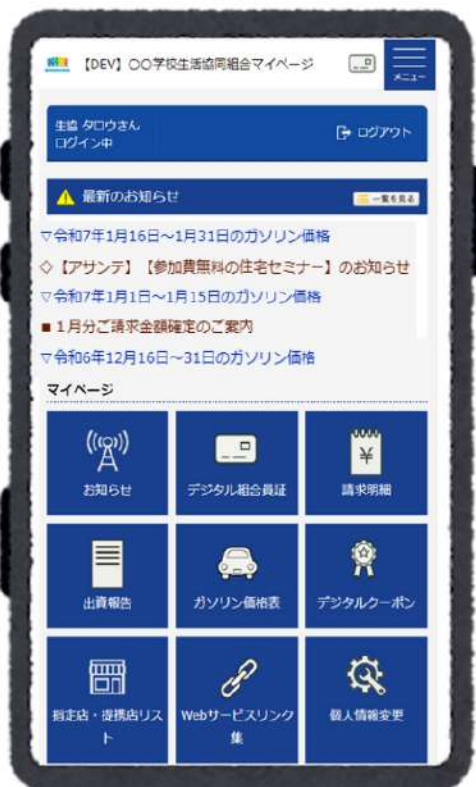 【DEV】〇〇学校生活協同組合マイページ
メニュー
生協 タロウさん
ログイン中
ログアウト
最新のお知らせ
一覧を見る
▽令和7年1月16日～1月31日のガソリン価格
◇【アサンテ】【参加費無料の住宅セミナー】のお知らせ
▽令和7年1月1日～1月15日のガソリン価格
■１月分ご請求金額確定のご案内
▽令和6年12月16日～31日のガソリン価格
マイページ
お知らせ
デジタル組合員証
請求明細
出資報告
ガソリン価格表
デジタルクーポン
指定店・提携店リス
ト
Webサービスリンク
集
個人情報変更